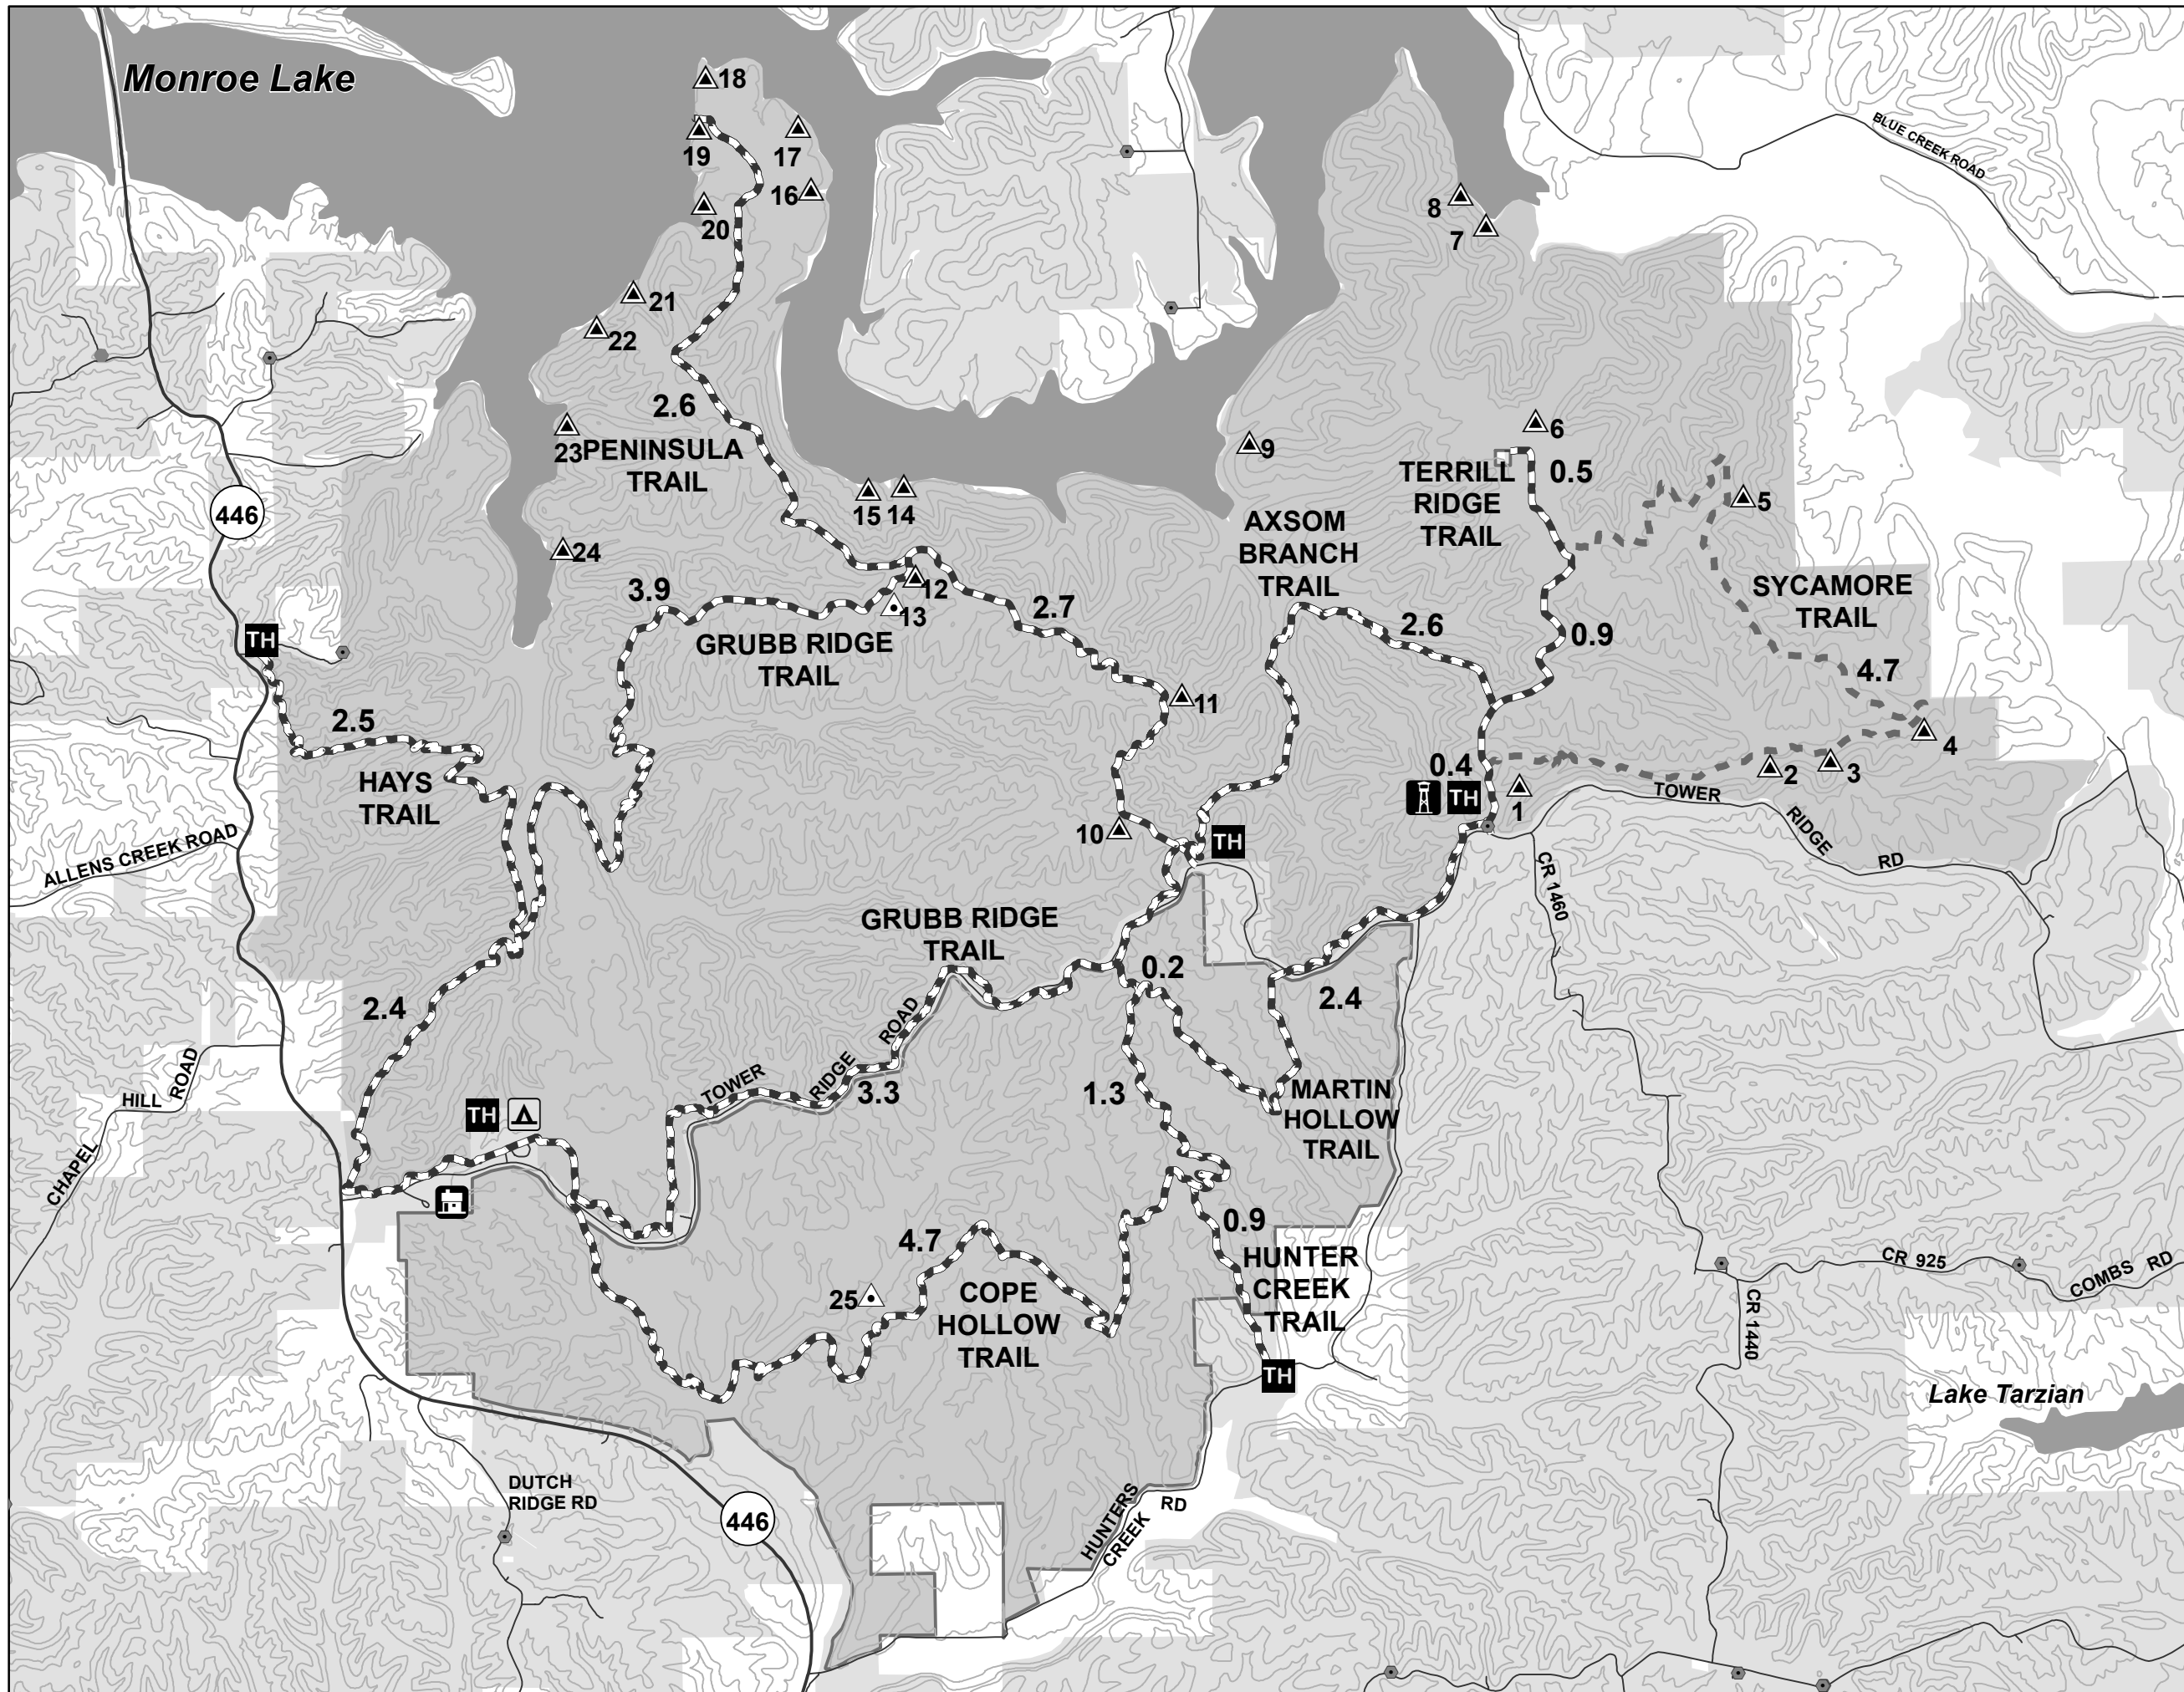 Monroe Lake
18
19
17
16
20
8
7
BLUE CREEK ROAD
21
22
2.6
23
PENINSULA
TRAIL
15
14
9
6
TERRILL
RIDGE
TRAIL
0.5
5
446
AXSOM
BRANCH
TRAIL
24
3.9
12
13
2.7
SYCAMORE
TRAIL
GRUBB RIDGE
TRAIL
2.6
0.9
4.7
TH
11
2.5
HAYS
TRAIL
4
0.4
TH
1
2
3
TOWER
RIDGE
RD
10
TH
ALLENS CREEK ROAD
CR 1460
GRUBB RIDGE
TRAIL
0.2
2.4
2.4
ROAD
RIDGE
TOWER
3.3
1.3
MARTIN
HOLLOW
TRAIL
CHAPEL
HILL
ROAD
TH
0.9
HUNTER
CREEK
TRAIL
4.7
25
COPE
HOLLOW
TRAIL
CR 925
COMBS RD
CR 1440
TH
Lake Tarzian
DUTCH
RIDGE RD
446
HUNTERS
CREEK
RD